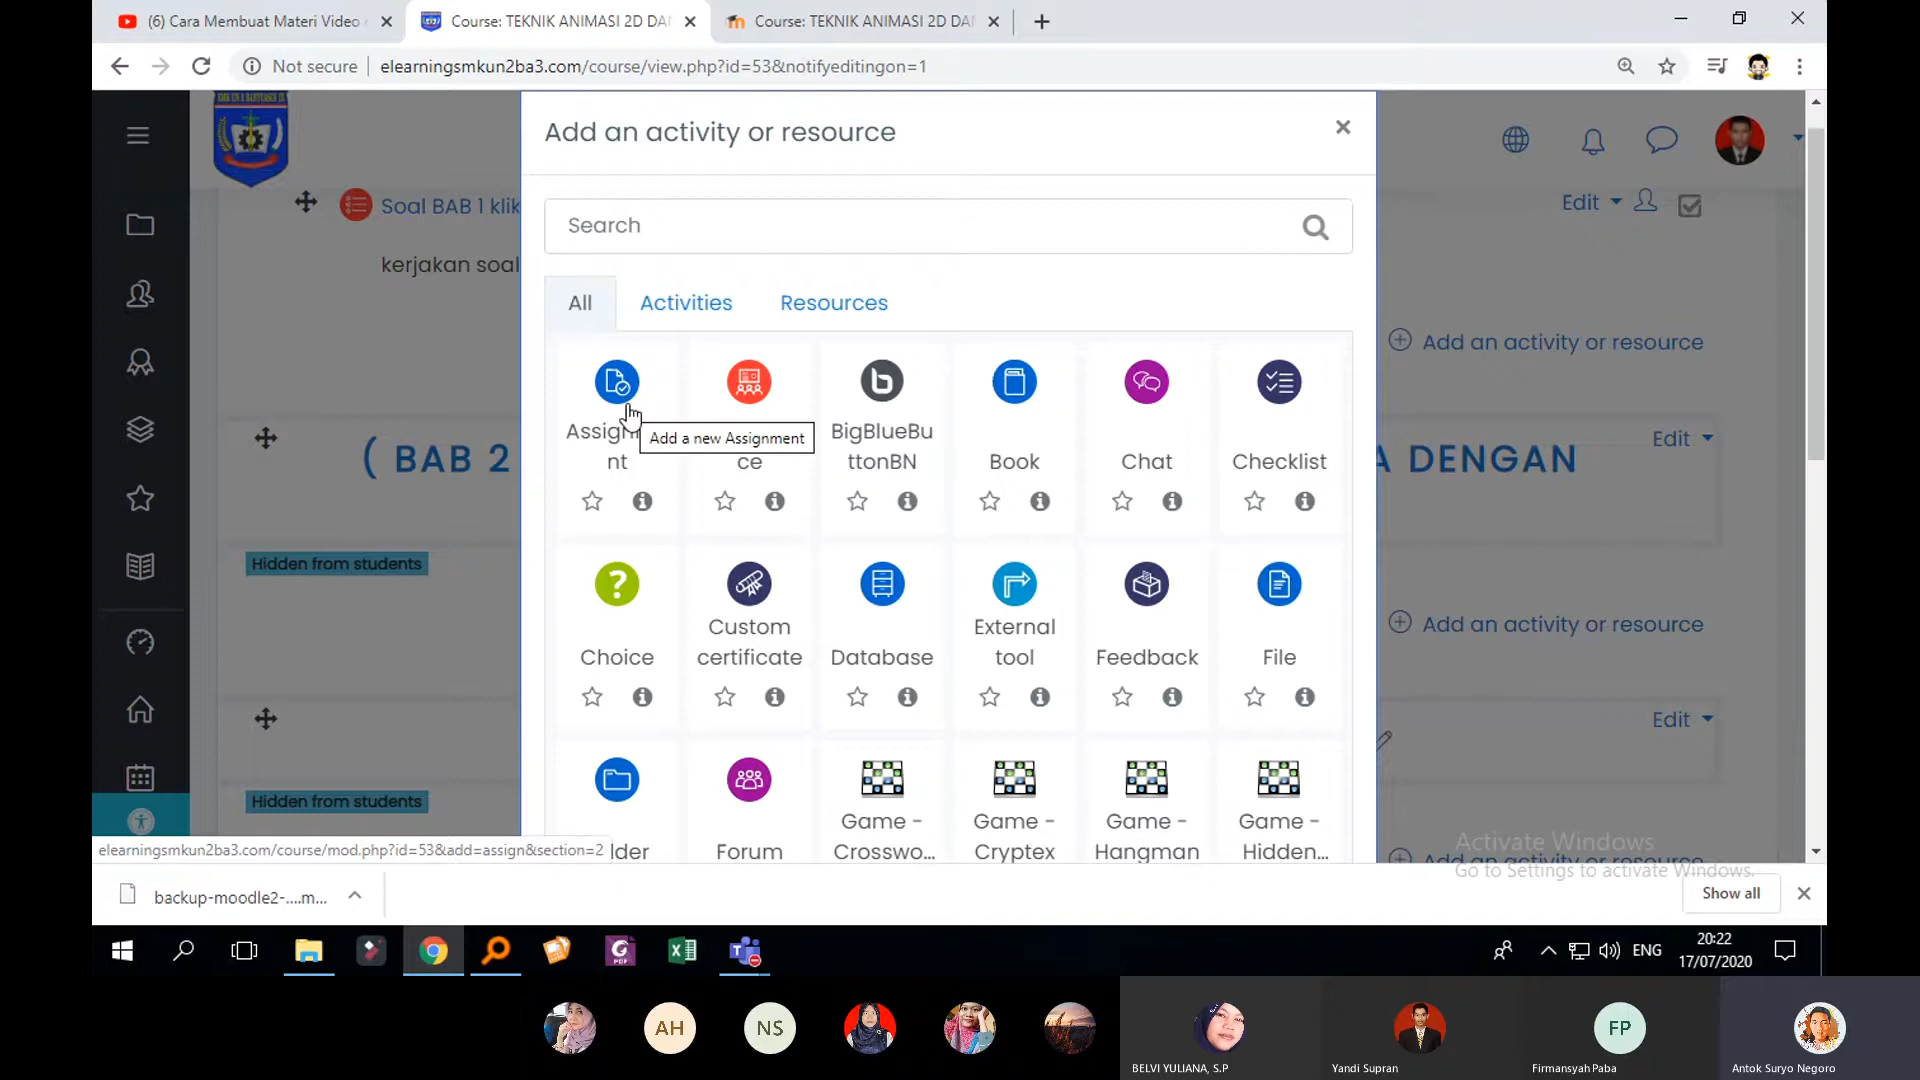 (6) Cara Membuat Materi Video
Course: TEKNIK ANIMASI 2D DA
Course: TEKNIK ANIMASI 2D DA
Not secure
elearningsmkun2ba3.com/course/view.php?id=53&notifyeditingon=1
Add an activity or resource
Search
Soal BAB 1 klik
Edit
kerjakan soal
All
Activities
Resources
Add an activity or resource
Assignm
nt
Add a new Assignment
ce
BigBlueBu
ttonBN
Book
Chat
Checklist
( BAB 2
A DENGAN
Edit
Hidden from students
Choice
Custom
certificate
Database
External
tool
Feedback
File
Add an activity or resource
Edit
Hidden from students
lder
Forum
Game -
Crosswo...
Game -
Cryptex
Game -
Hangman
Game -
Hidden...
Add an activity or resource
Activate Windows
Go to Settings to activate Windows.
elearningsmkun2ba3.com/course/mod.php?id=53&add=assign&section=2
backup-moodle2-....m...
Show all
ENG
20:22
17/07/2020
AH
NS
FP
BELVI YULIANA, S.P
Yandi Supran
Firmansyah Paba
Antok Suryo Negoro